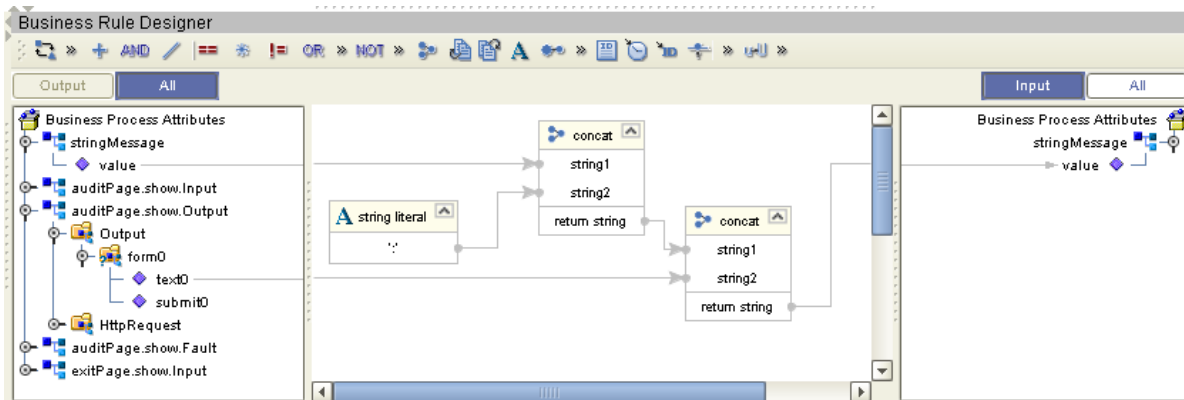 Business Rule Designer
» AND == != OR » NOT » A » »
Output All Input All
Business Process Attributes
stringMessage
value
auditPage.show.Input
auditPage.show.Output
Output
form0
text0
submit0
HttpRequest
auditPage.show.Fault
exitPage.show.Input
A string literal
':'
concat
string1
string2
return string
concat
string1
string2
return string
Business Process Attributes
stringMessage
value